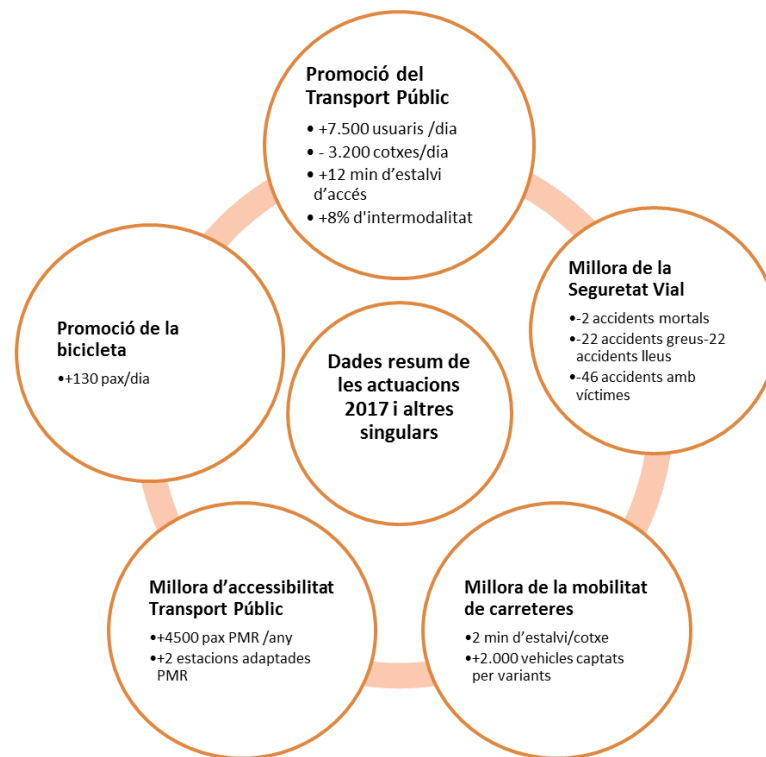 Promoció del
Transport Públic
• +7.500 usuaris /dia
• - 3.200 cotxes/dia
• +12 min d’estalvi
d’accés
• +8% d'intermodalitat
Millora de la
Seguretat Vial
•-2 accidents mortals
•-22 accidents greus-22
accidents lleus
•-46 accidents amb
víctimes
Promoció de la
bicicleta
•+130 pax/dia
Dades resum de
les actuacions
2017 i altres
singulars
Millora d’accessibilitat
Transport Públic
•+4500 pax PMR /any
•+2 estacions adaptades
PMR
Millora de la mobilitat
de carreteres
•2 min d’estalvi/cotxe
•+2.000 vehicles captats
per variants